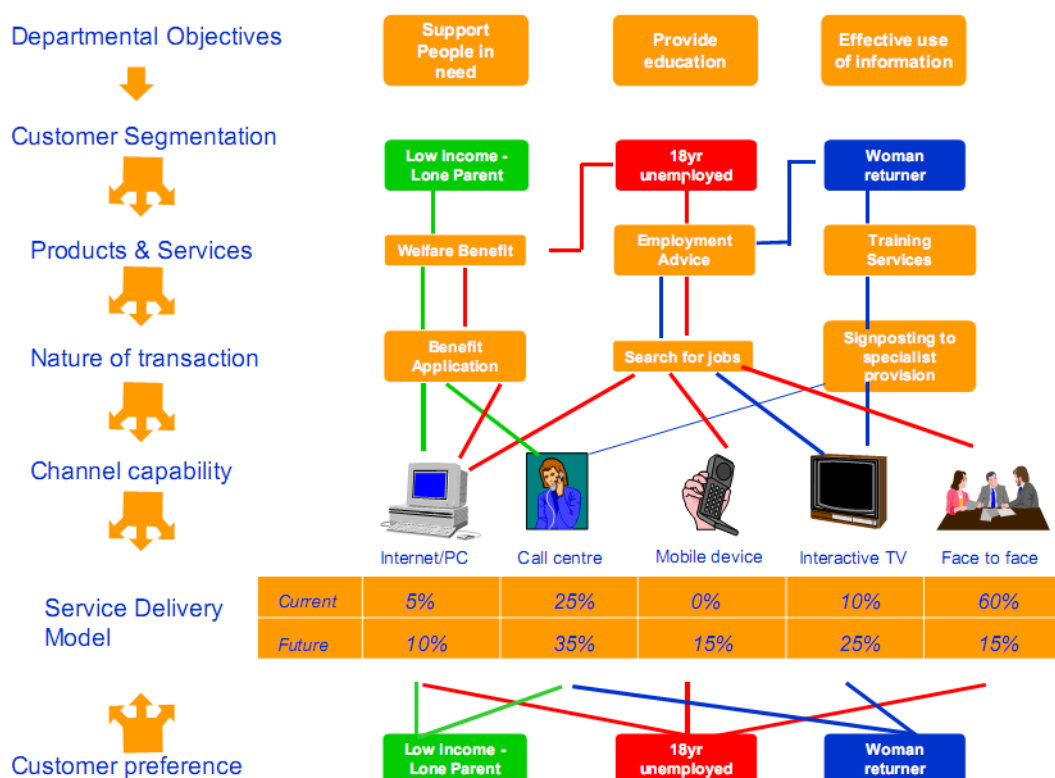 Departmental Objectives
Support
People in
need
Provide
education
Effective use
of information
Customer Segmentation
Low income -
Lone Parent
18yr
unemployed
Woman
returner
Products & Services
Welfare Benefit
Employment
Advice
Training
Services
Nature of transaction
Benefit
Application
Search for jobs
Signposting to
specialist
provision
Channel capability
Internet/PC
Call centre
Mobile device
Interactive TV
Face to face
Service Delivery
Model
Current 5% 25% 0% 10% 60%
Future 10% 35% 15% 25% 15%
Customer preference
Low income -
Lone Parent
18yr
unemployed
Woman
returner